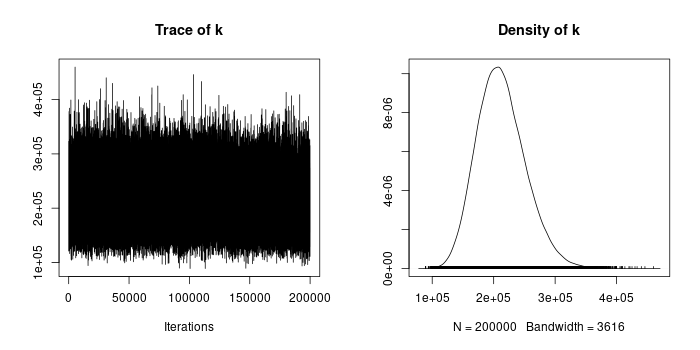 Trace of k
4e+05
3e+05
2e+05
1e+05
0
50000
100000
150000
200000
Iterations
Density of k
8e-06
4e-06
0e+00
1e+05
2e+05
3e+05
4e+05
N = 200000 Bandwidth = 3616